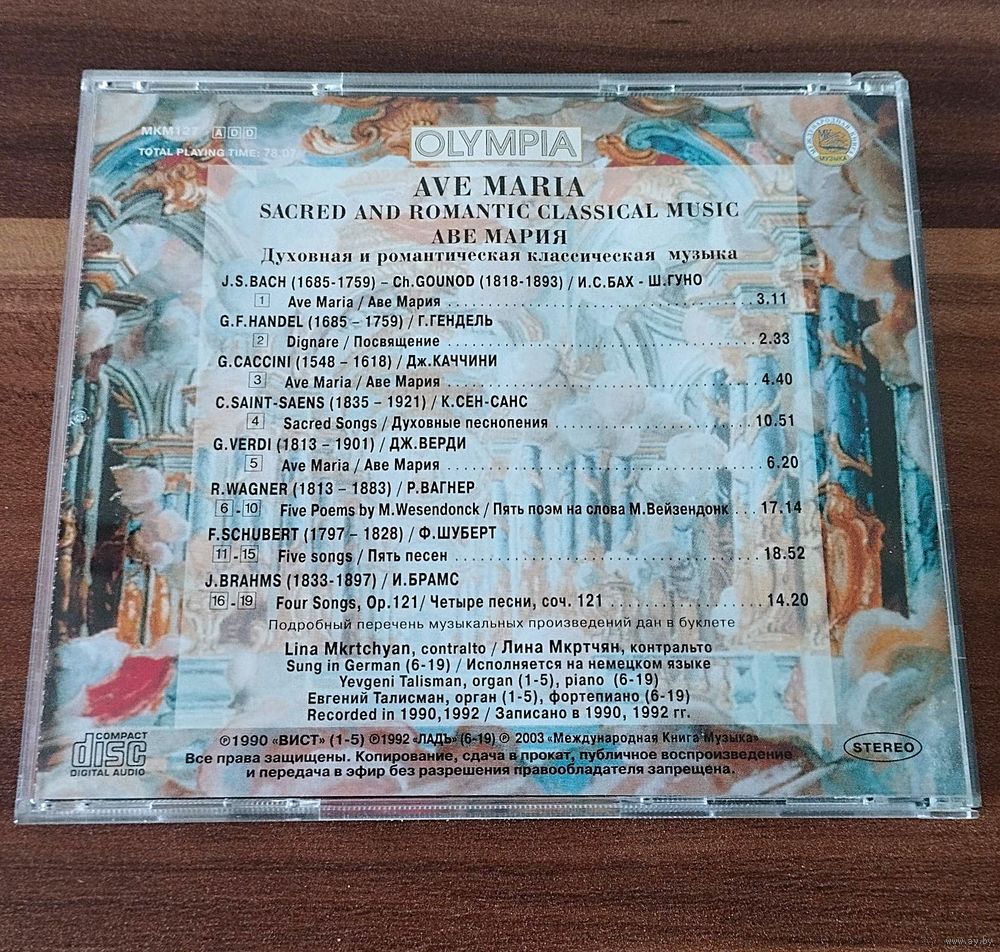 MKM127 ADD
TOTAL PLAYING TIME: 78.07
OLYMPIA
МЕЖДУНАРОДНАЯ КНИГА
МК
МУЗЫКА
AVE MARIA
SACRED AND ROMANTIC CLASSICAL MUSIC
АВЕ МАРИЯ
Духовная и романтическая классическая музыка
J.S.BACH (1685-1759) – Ch.GOUNOD (1818-1893) / И.С.БАХ - Ш.ГУНО
1 Ave Maria / Аве Мария 3.11
G.F.HANDEL (1685 – 1759) / Г.ГЕНДЕЛЬ
2 Dignare / Посвящение 2.33
G.CACCINI (1548 – 1618) / Дж.КАЧЧИНИ
3 Ave Maria / Аве Мария 4.40
C.SAINT-SAENS (1835 – 1921) / К.СЕН-САНС
4 Sacred Songs / Духовные песнопения 10.51
G.VERDI (1813 – 1901) / ДЖ.ВЕРДИ
5 Ave Maria / Аве Мария 6.20
R.WAGNER (1813 – 1883) / Р.ВАГНЕР
6 - 10 Five Poems by M.Wesendonck / Пять поэм на слова М.Вейзендонк 17.14
F.SCHUBERT (1797 – 1828) / Ф.ШУБЕРТ
11 - 15 Five songs / Пять песен 18.52
J.BRAHMS (1833-1897) / И.БРАМС
16 - 19 Four Songs, Op.121/ Четыре песни, соч. 121 14.20
Подробный перечень музыкальных произведений дан в буклете
Lina Mkrtchyan, contralto / Лина Мкртчян, контральто
Sung in German (6-19) / Исполняется на немецком языке
Yevgeni Talisman, organ (1-5), piano (6-19)
Евгений Талисман, орган (1-5), фортепиано (6-19)
Recorded in 1990,1992 / Записано в 1990, 1992 гг.
℗1990 «ВИСТ» (1-5) ℗1992 «ЛАДЪ» (6-19) ℗ 2003 «Международная Книга Музыка»
Все права защищены. Копирование, сдача в прокат, публичное воспроизведение
и передача в эфир без разрешения правообладателя запрещена.
COMPACT
disc
DIGITAL AUDIO
STEREO
www.ay.by